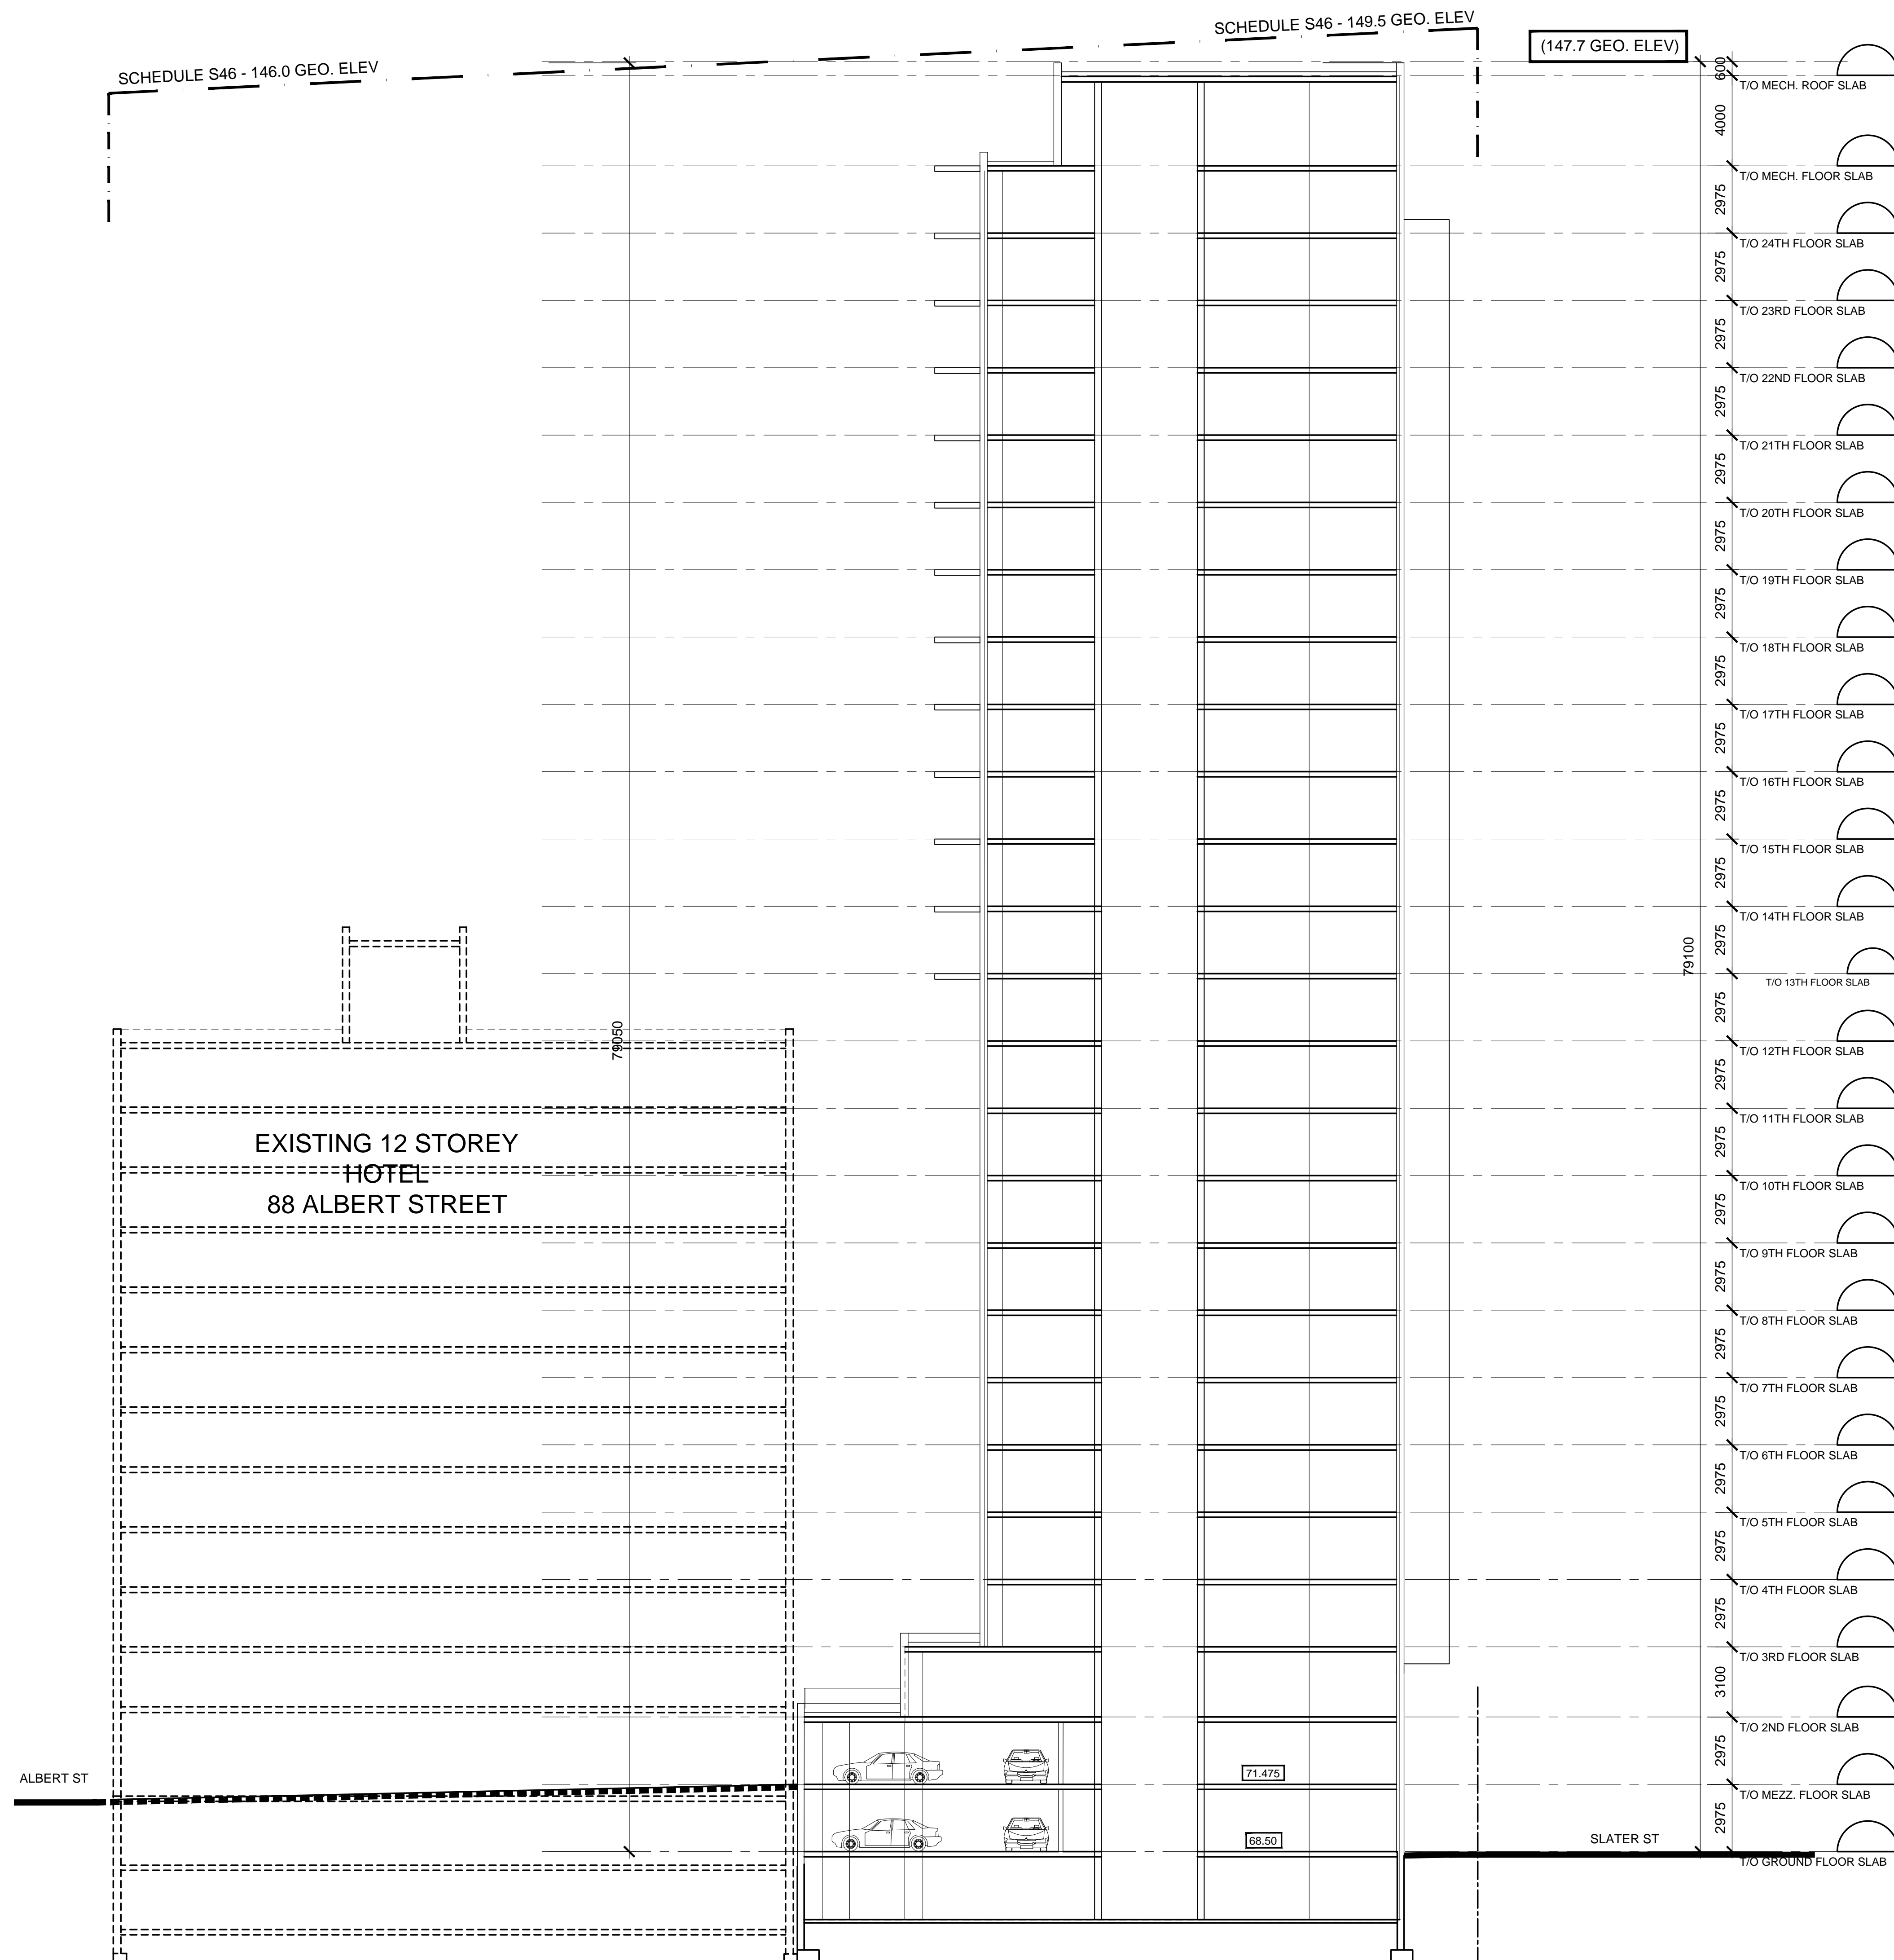 SCHEDULE S46 - 149.5 GEO. ELEV
(147.7 GEO. ELEV)
SCHEDULE S46 - 146.0 GEO. ELEV
600
T/O MECH. ROOF SLAB
4000
T/O MECH. FLOOR SLAB
2975
T/O 24TH FLOOR SLAB
2975
T/O 23RD FLOOR SLAB
2975
T/O 22ND FLOOR SLAB
2975
T/O 21TH FLOOR SLAB
2975
T/O 20TH FLOOR SLAB
2975
T/O 19TH FLOOR SLAB
2975
T/O 18TH FLOOR SLAB
2975
T/O 17TH FLOOR SLAB
2975
T/O 16TH FLOOR SLAB
2975
T/O 15TH FLOOR SLAB
2975
T/O 14TH FLOOR SLAB
2975
79100
T/O 13TH FLOOR SLAB
2975
79050
T/O 12TH FLOOR SLAB
2975
T/O 11TH FLOOR SLAB
EXISTING 12 STOREY
HOTEL
88 ALBERT STREET
2975
T/O 10TH FLOOR SLAB
2975
T/O 9TH FLOOR SLAB
2975
T/O 8TH FLOOR SLAB
2975
T/O 7TH FLOOR SLAB
2975
T/O 6TH FLOOR SLAB
2975
T/O 5TH FLOOR SLAB
2975
T/O 4TH FLOOR SLAB
2975
T/O 3RD FLOOR SLAB
3100
T/O 2ND FLOOR SLAB
2975
71.475
ALBERT ST
T/O MEZZ. FLOOR SLAB
2975
68.50
SLATER ST
T/O GROUND FLOOR SLAB